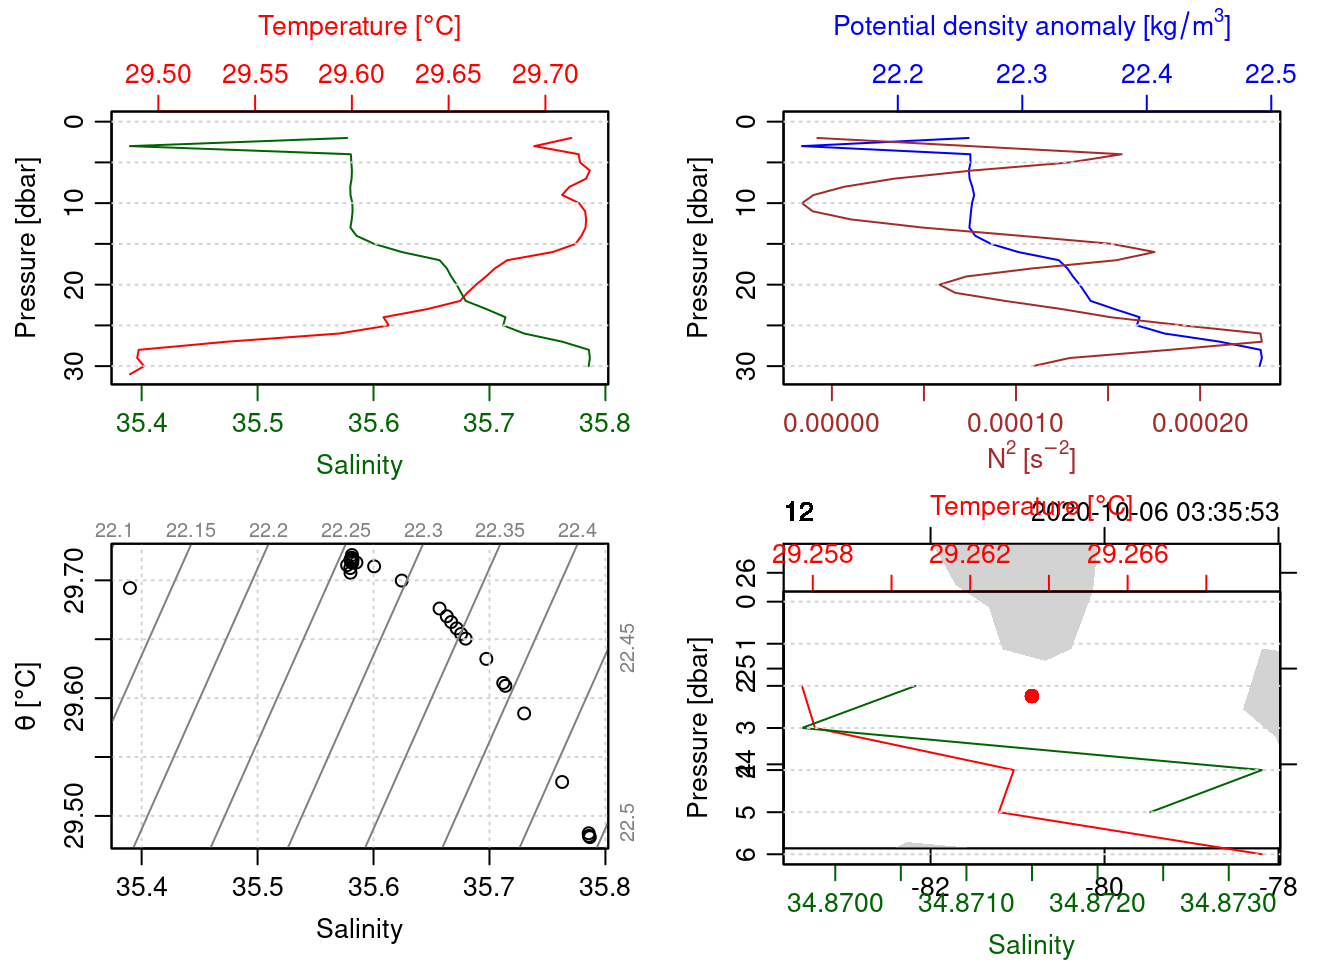 Temperature [°C]
29.50 29.55 29.60 29.65 29.70
0
10
20
30
Pressure [dbar]
35.4 35.5 35.6 35.7 35.8
Salinity
Potential density anomaly [kg/m³]
22.2 22.3 22.4 22.5
0
10
20
30
Pressure [dbar]
0.00000 0.00010 0.00020
N² [s⁻²]
22.1 22.15 22.2 22.25 22.3 22.35 22.4
22.45
22.5
29.70
29.60
29.50
θ [°C]
35.4 35.5 35.6 35.7 35.8
Salinity
12
Temperature [°C]
2020-10-06 03:35:53
29.258 29.262 29.266
26
25
24
0
1
2
3
4
5
6
Pressure [dbar]
-82 -80 -78
34.8700 34.8710 34.8720 34.8730
Salinity